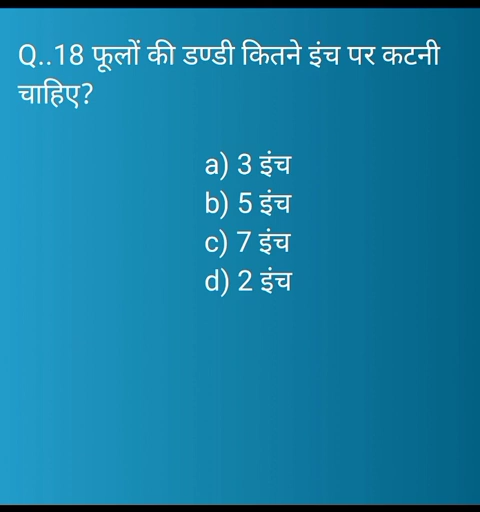 Q..18 फूलों की डण्डी कितने इंच पर कटनी
चाहिए?
a) 3 इंच
b) 5 इंच
c) 7 इंच
d) 2 इंच